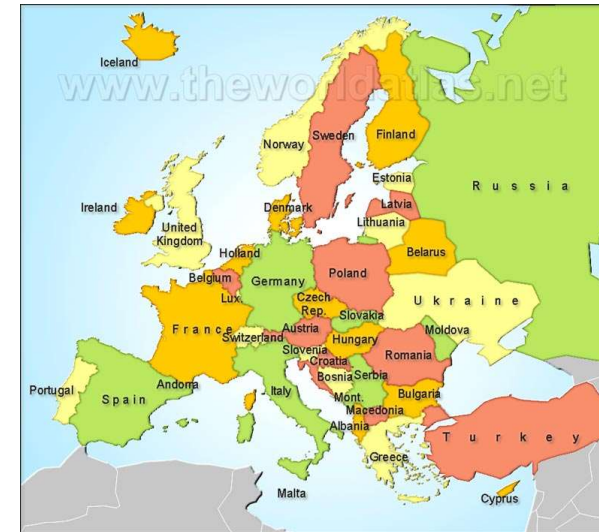 Iceland
www.theworldatlas.net
Finland
Sweden
Norway
Estonia
Russia
Latvia
Ireland
Denmark
Lithuania
United
Kingdom
Holland
Belarus
Belgium
Germany
Poland
Lux.
Czech
Rep.
Ukraine
Slovakia
France
Switzerland
Austria
Hungary
Moldova
Slovenia
Romania
Croatia
Bosnia
Serbia
Andorra
Portugal
Spain
Italy
Mont.
Bulgaria
Macedonia
Albania
Turkey
Greece
Malta
Cyprus